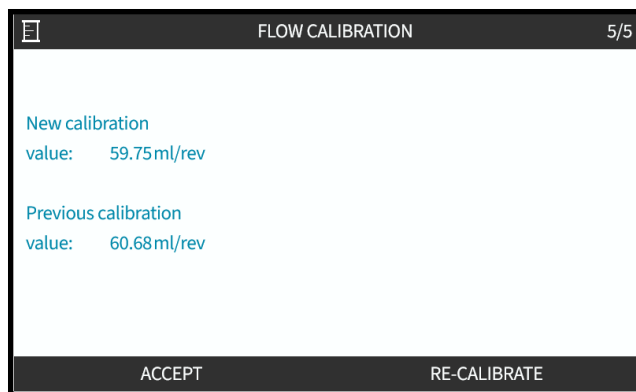 FLOW CALIBRATION 5/5
New calibration
value: 59.75 ml/rev
Previous calibration
value: 60.68 ml/rev
ACCEPT RE-CALIBRATE